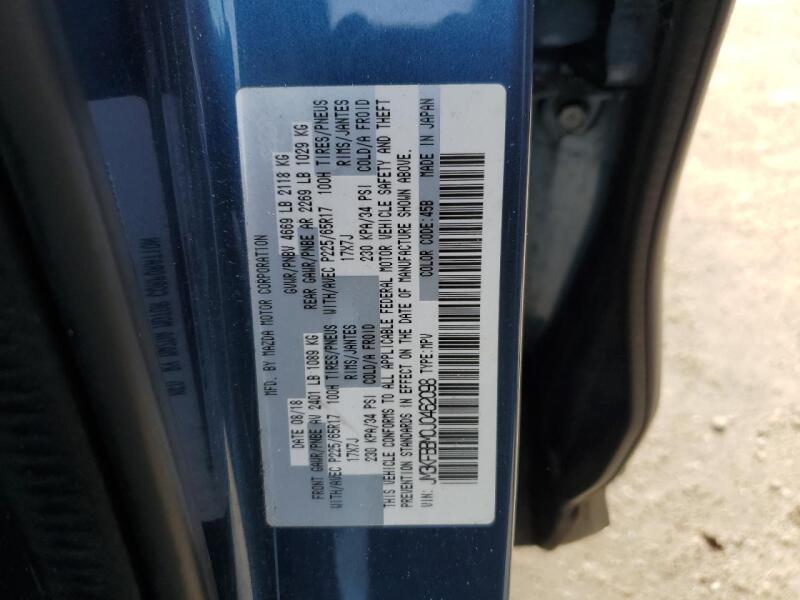 MFD. BY MAZDA MOTOR CORPORATION
DATE 08/18 GVWR/PNBV 4669 LB 2118 KG
FRONT GAWR/PNBE AV 2401 LB 1089 KG REAR GAWR/PNBE AR 2269 LB 1029 KG
WITH/AVEC P225/65R17 100H TIRES/PNEUS WITH/AVEC P225/65R17 100H TIRES/PNEUS
17X7J RIMS/JANTES 17X7J RIMS/JANTES
230 KPA/34 PSI COLD/A FROID 230 KPA/34 PSI COLD/A FROID
THIS VEHICLE CONFORMS TO ALL APPLICABLE FEDERAL MOTOR VEHICLE SAFETY AND THEFT
PREVENTION STANDARDS IN EFFECT ON THE DATE OF MANUFACTURE SHOWN ABOVE.
TYPE:MPV COLOR CODE:45B MADE IN JAPAN
VIN: JM3KFBBM0J0462098